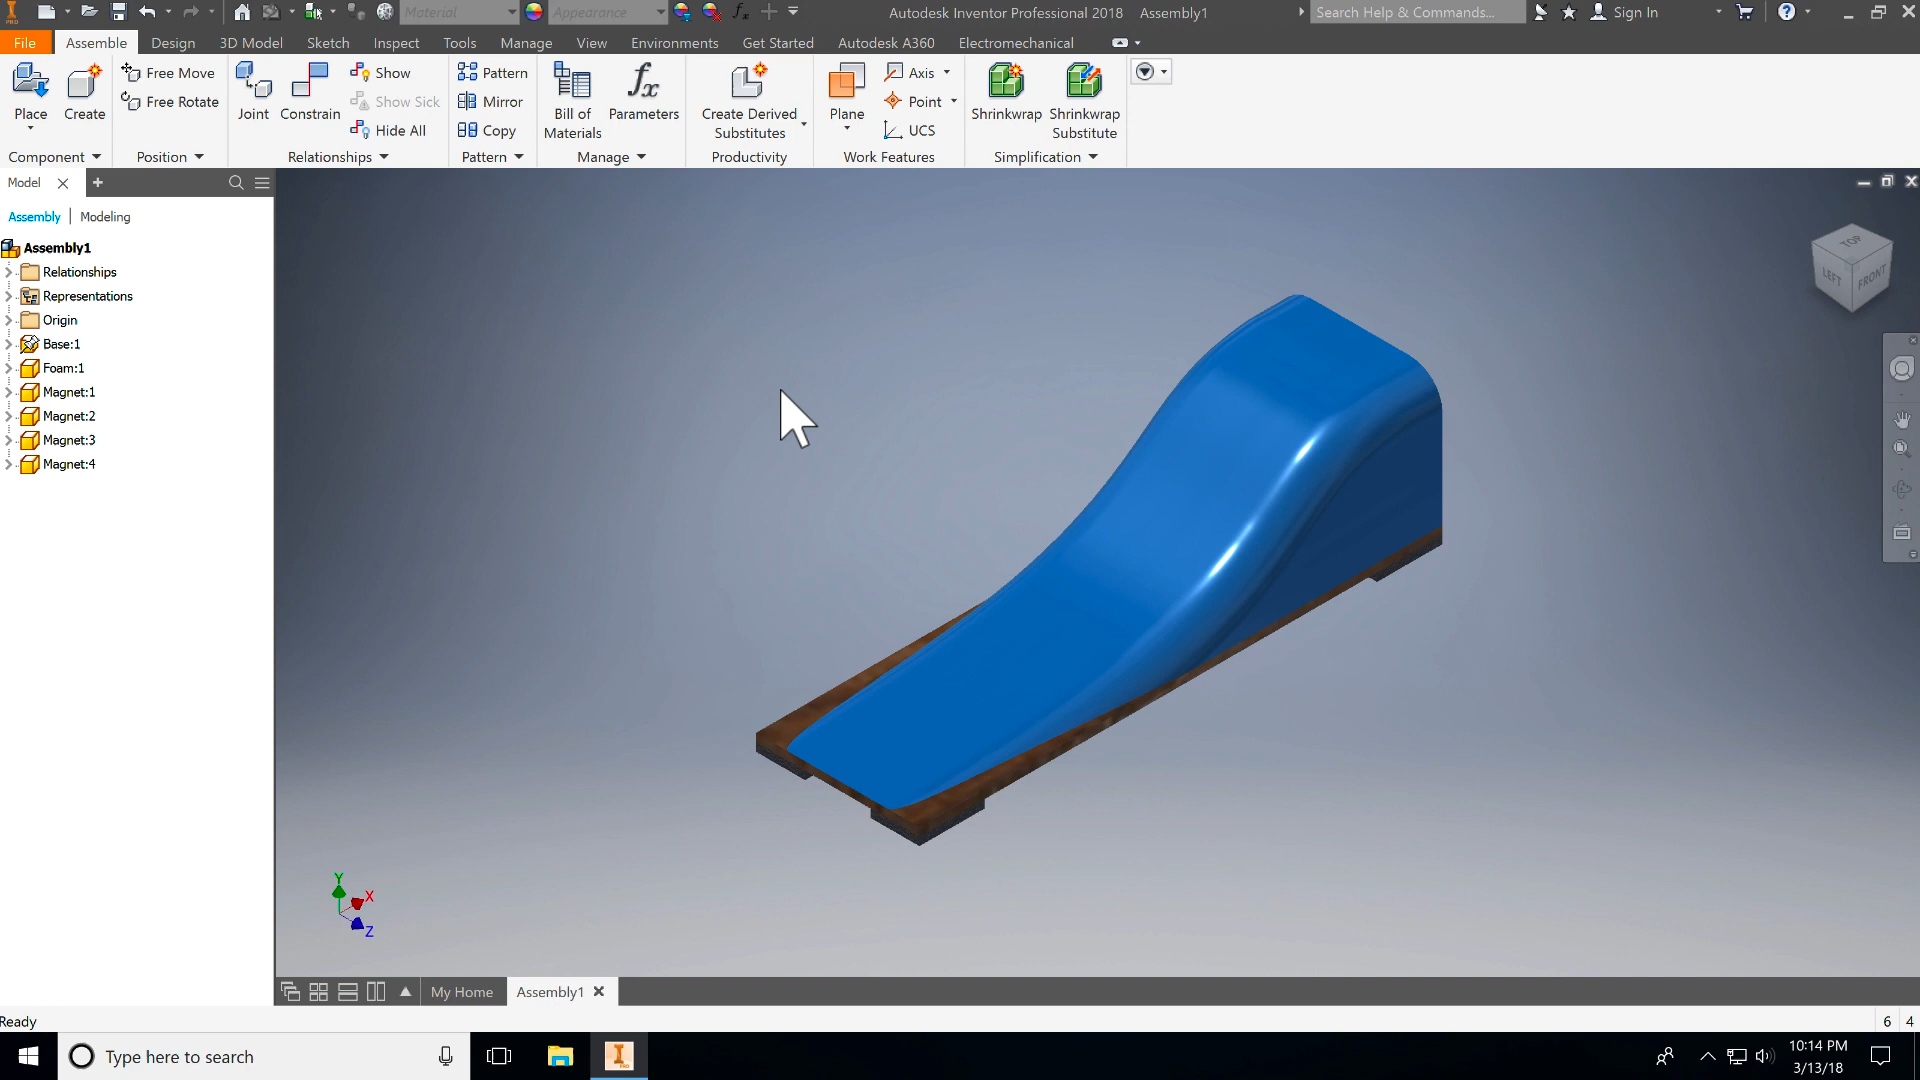 PRO
Material
Appearance
Autodesk Inventor Professional 2018 Assembly1
Search Help & Commands...
Sign In
File Assemble Design 3D Model Sketch Inspect Tools Manage View Environments Get Started Autodesk A360 Electromechanical
Place
Create
Free Move
Free Rotate
Joint
Constrain
Show
Show Sick
Hide All
Pattern
Mirror
Copy
Bill of
Materials
fx
Parameters
Create Derived
Substitutes
Plane
Axis
Point
UCS
Shrinkwrap
Shrinkwrap
Substitute
Component Position Relationships Pattern Manage Productivity Work Features Simplification
Model
Assembly | Modeling
Assembly1
Relationships
Representations
Origin
Base:1
Foam:1
Magnet:1
Magnet:2
Magnet:3
Magnet:4
TOP
LEFT
FRONT
Y
X
Z
My Home
Assembly1
Ready
6 4
Type here to search
10:14 PM
3/13/18